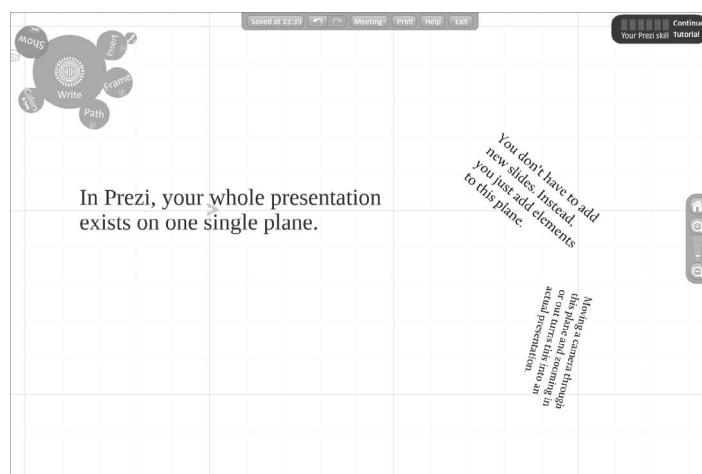 Saved at 13:39
Meeting
Print
Help
Exit
Continue
Your Prezi skill
Tutorial
Show
Insert
Frame
Write
Colors
Path
In Prezi, your whole presentation
exists on one single plane.
You don't have to add
new slides. Instead,
you just add elements
to this plane.
Moving a camera through
this plane and zooming in
or out turns this into an
actual presentation.